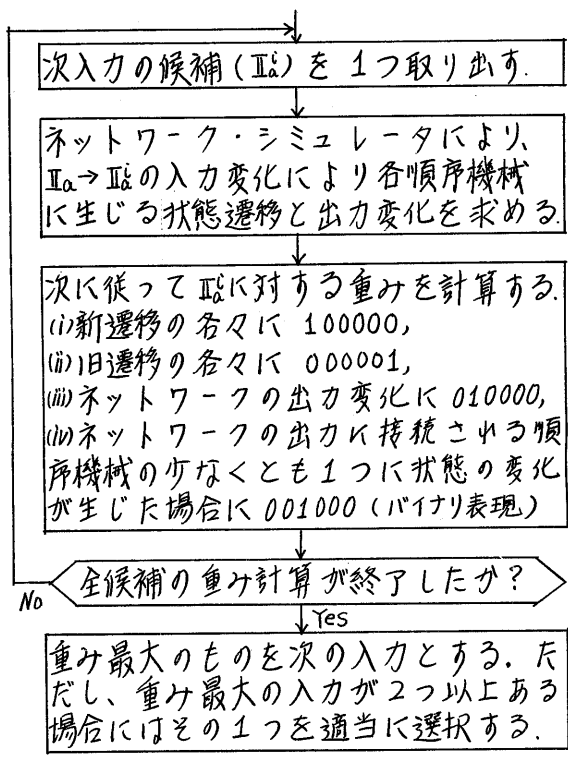 次入力の候補(Ⅱaⁱ)を1つ取り出す.
ネットワーク・シミュレータにより、
Ⅱa→Ⅱaⁱの入力変化により各順序機械
に生じる状態遷移と出力変化を求める.
次に従ってⅡaⁱに対する重みを計算する.
(i)新遷移の各々に 100000,
(ii)旧遷移の各々に 000001,
(iii)ネットワークの出力変化に 010000,
(iv)ネットワークの出力に接続される順
序機械の少なくとも1つに状態の変化
が生じた場合に 001000 (バイナリ表現)
全候補の重み計算が終了したか?
No
Yes
重み最大のものを次の入力とする. た
だし、重み最大の入力が2つ以上ある
場合にはその1つを適当に選択する.